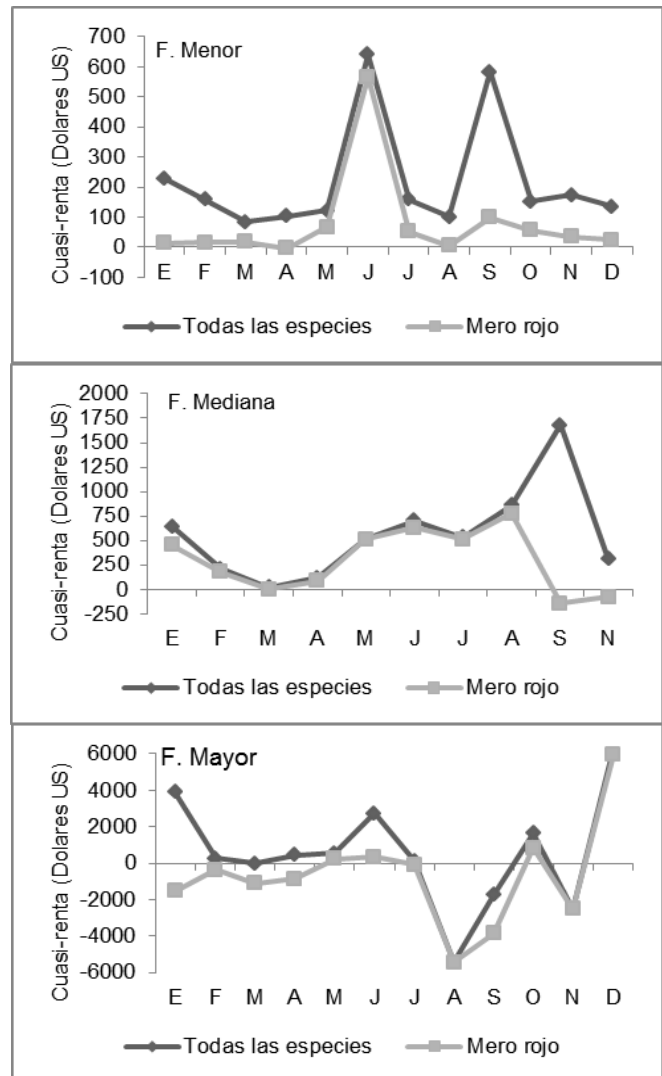 F. Menor
Cuasi-renta (Dolares US)
700
600
500
400
300
200
100
0
-100
E F M A M J J A S O N D
Todas las especies Mero rojo
F. Mediana
Cuasi-renta (Dolares US)
2000
1750
1500
1250
1000
750
500
250
0
-250
E F M A M J J A S N
Todas las especies Mero rojo
F. Mayor
Cuasi-renta (Dolares US)
6000
4000
2000
0
-2000
-4000
-6000
E F M A M J J A S O N D
Todas las especies Mero rojo